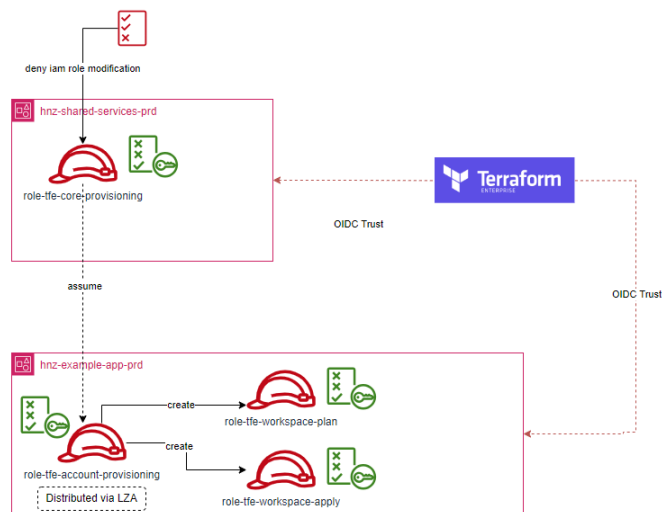 deny iam role modification
hnz-shared-services-prd
role-tfe-core-provisioning
Terraform
ENTERPRISE
OIDC Trust
OIDC Trust
assume
hnz-example-app-prd
create
role-tfe-workspace-plan
create
role-tfe-account-provisioning
Distributed via LZA
role-tfe-workspace-apply